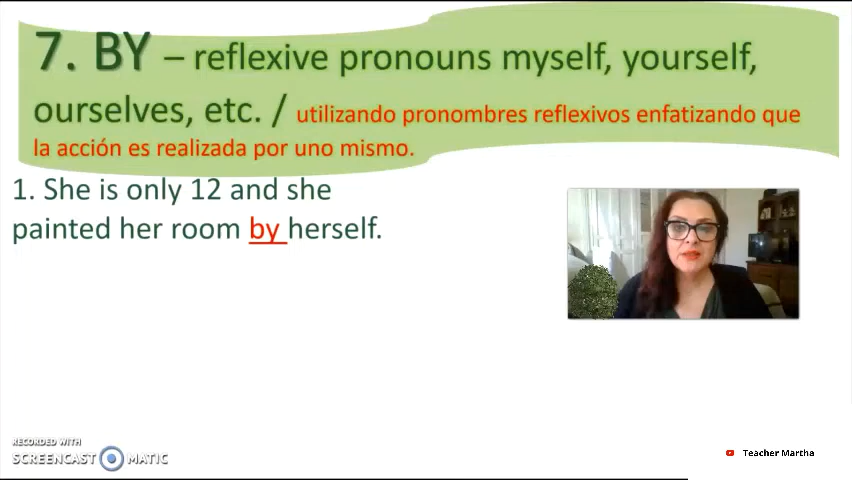 7. BY – reflexive pronouns myself, yourself,
ourselves, etc. / utilizando pronombres reflexivos enfatizando que
la acción es realizada por uno mismo.
1. She is only 12 and she
painted her room by herself.
RECORDED WITH
SCREENCAST MATIC
Teacher Martha